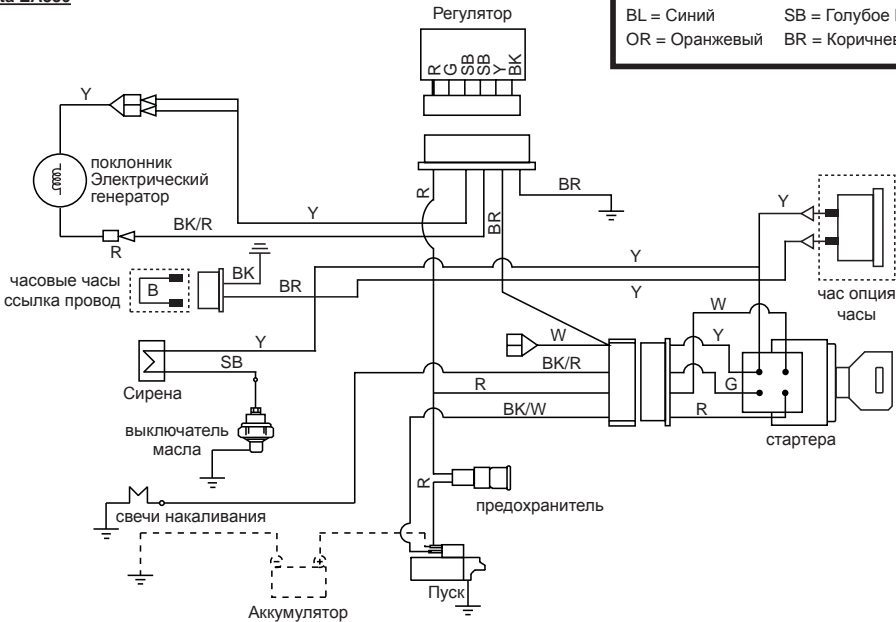 BL = Синий SB = Голубое
OR = Оранжевый BR =
Регулятор
R G SB SB Y BK
Y
поклонник
Электрический
генератор
R
BR
BR
Y
BK/R
R
Y
час опция
часы
Y
BK
BR
Y
часовые часы
ссылка провод
B
W
W
Y
BK/R
Y
SB
Сирена
R
G
BK/W
R
стартера
выключатель
масла
R
предохранитель
свечи накаливания
- +
Пуск
Аккумулятор